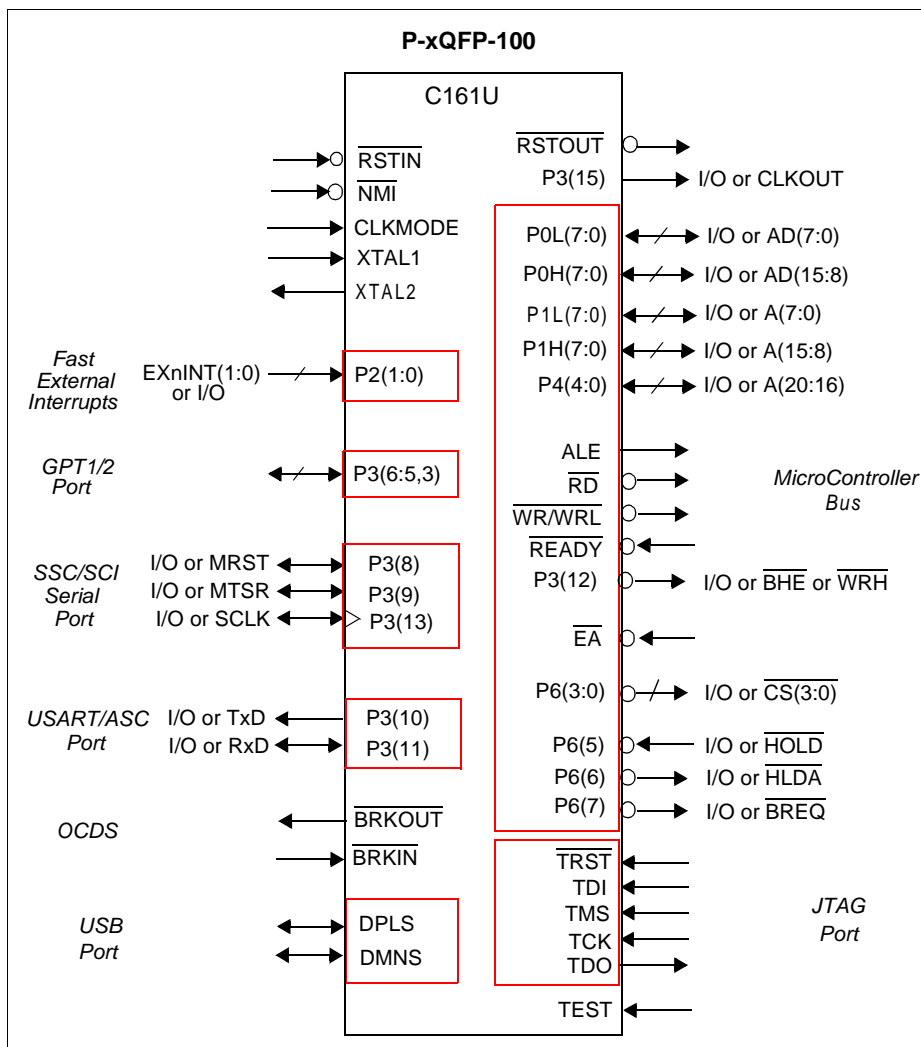 P-xQFP-100
C161U
RSTIN
NMI
CLKMODE
XTAL1
XTAL2
Fast
External
Interrupts
EXnINT(1:0)
or I/O
P2(1:0)
GPT1/2
Port
P3(6:5,3)
SSC/SCI
Serial
Port
I/O or MRST
I/O or MTSR
I/O or SCLK
P3(8)
P3(9)
P3(13)
USART/ASC
Port
I/O or TxD
I/O or RxD
P3(10)
P3(11)
OCDS
BRKOUT
BRKIN
USB
Port
DPLS
DMNS
RSTOUT
P3(15) I/O or CLKOUT
P0L(7:0) I/O or AD(7:0)
P0H(7:0) I/O or AD(15:8)
P1L(7:0) I/O or A(7:0)
P1H(7:0) I/O or A(15:8)
P4(4:0) I/O or A(20:16)
ALE
RD
WR/WRL
READY
P3(12) I/O or BHE or WRH
EA
P6(3:0) I/O or CS(3:0)
P6(5) I/O or HOLD
P6(6) I/O or HLDA
P6(7) I/O or BREQ
MicroController
Bus
TRST
TDI
TMS
TCK
TDO
JTAG
Port
TEST